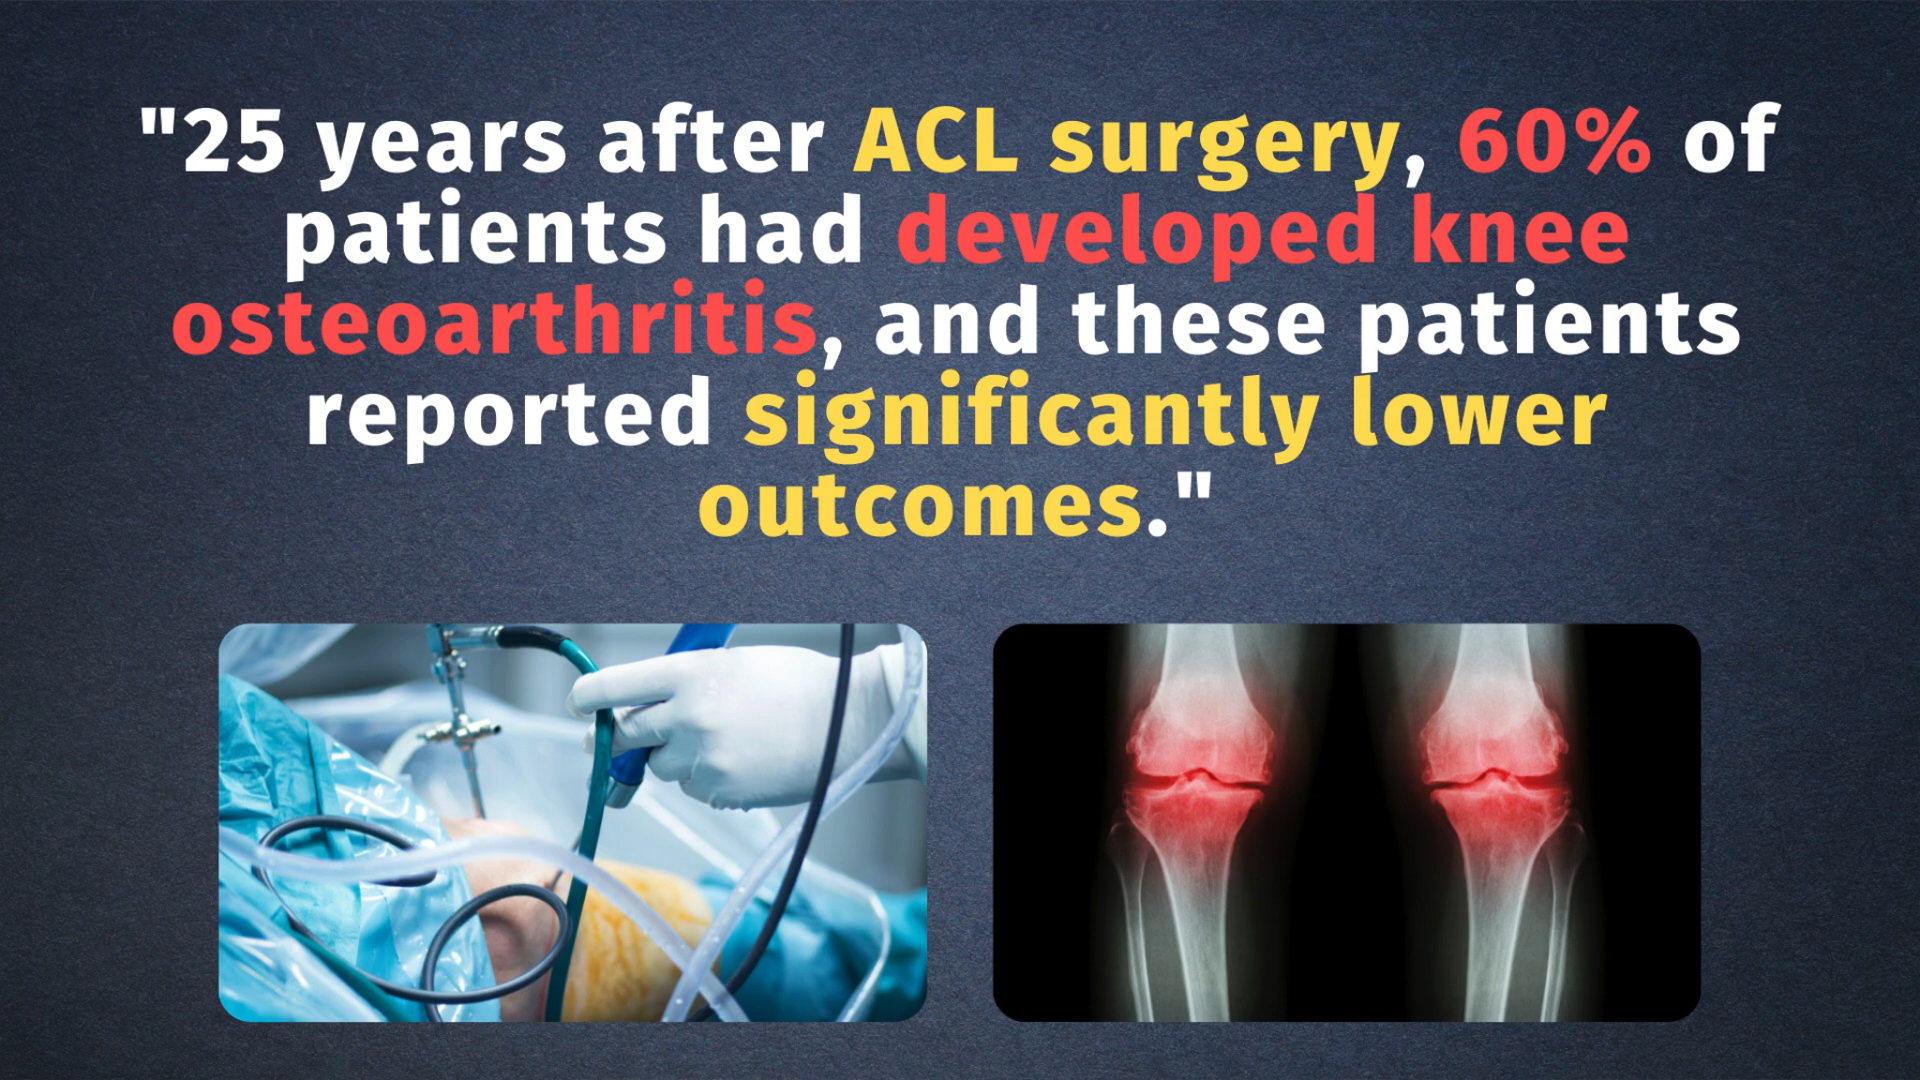 "25 years after ACL surgery, 60% of
patients had developed knee
osteoarthritis, and these patients
reported significantly lower
outcomes."